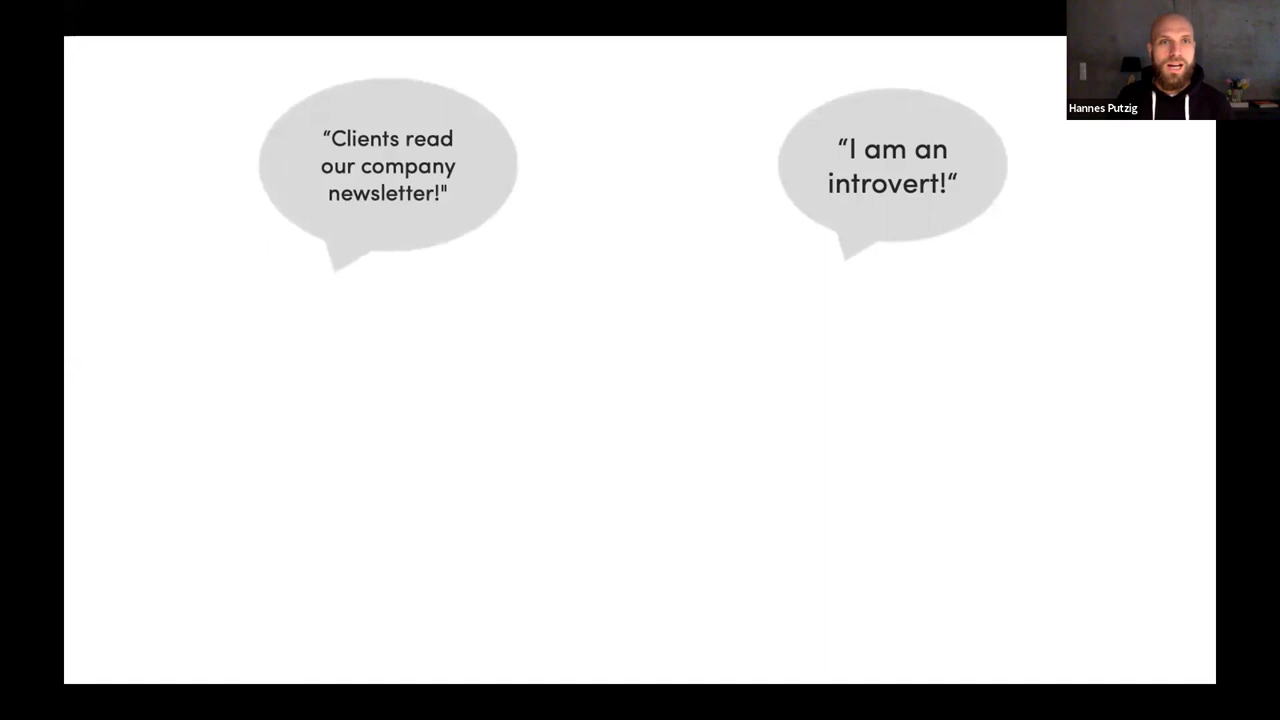 “Clients read
our company
newsletter!"
“I am an
introvert!“
Hannes Putzig